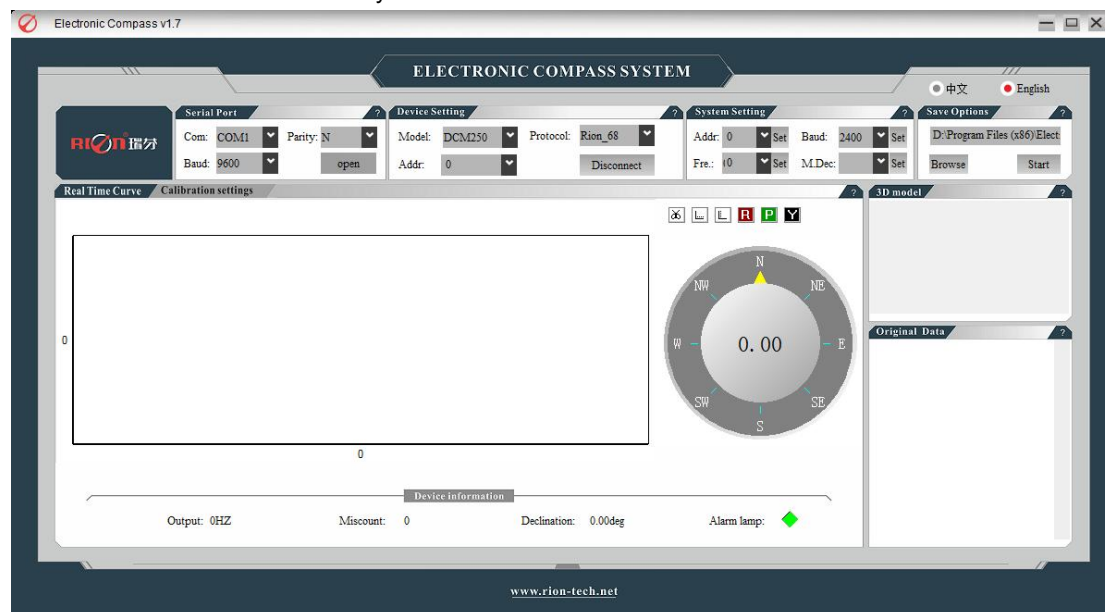 Electronic Compass v1.7
ELECTRONIC COMPASS SYSTEM
中文 English
Serial Port ? Device Setting ? System Setting ? Save Options ?
RION 瑞芬
Com: COM1 Parity: N Model: DCM250 Protocol: Rion_68 Addr: 0 Set Baud: 2400 Set D:\Program Files (x86)\Elect
Baud: 9600 open Addr: 0 Disconnect Fre.: Set M.Dec: Set Browse Start
Real Time Curve Calibration settings ? 3D model ?
R P Y
N
NW NE
0 W 0.00 E
Original Data ?
SW SE
S
0
Device information
Output: 0HZ Miscount: 0 Declination: 0.00deg Alarm lamp:
www.rion-tech.net